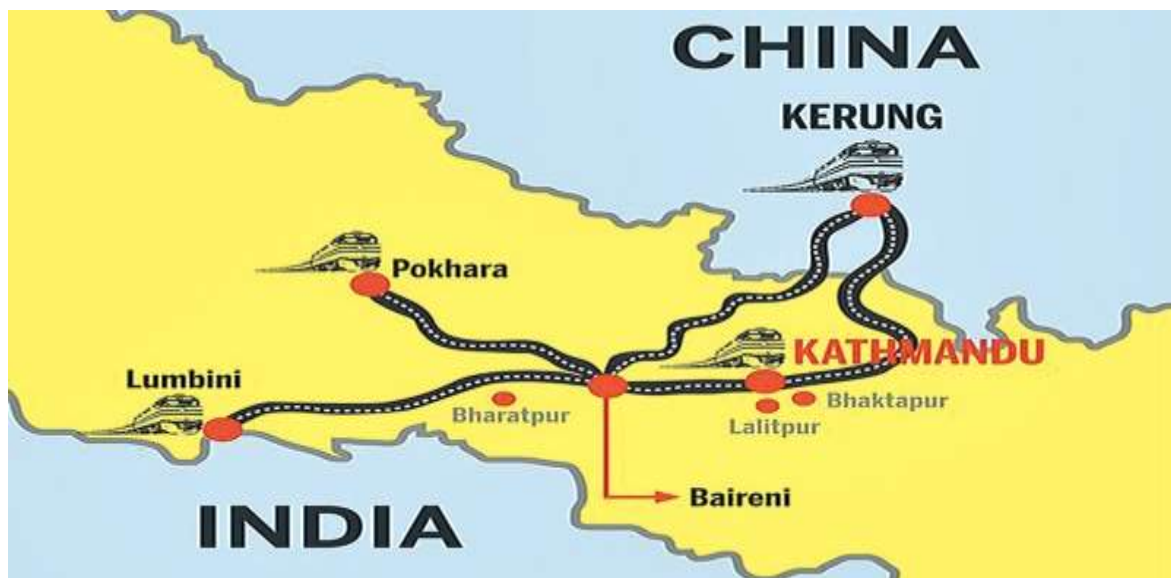 CHINA
KERUNG
Pokhara
KATHMANDU
Lumbini
Bharatpur
Bhaktapur
Lalitpur
Baireni
INDIA